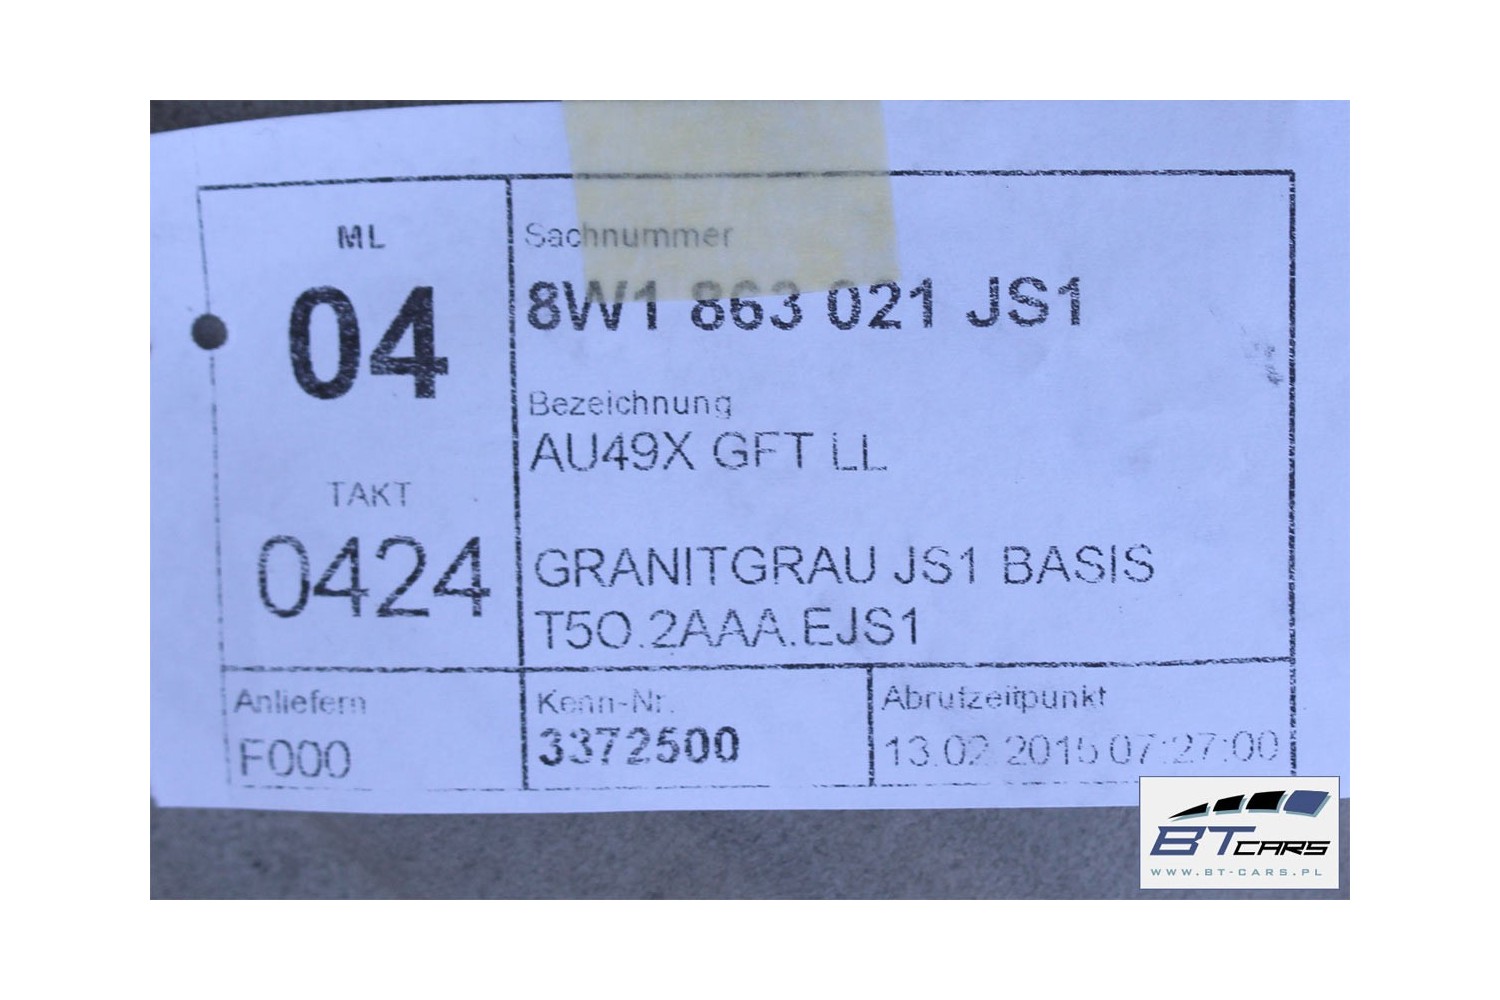 ML
04
TAKT
0424
Sachnummer
8W1 863 021 JS1
Bezeichnung
AU49X GFT LL
GRANITGRAU JS1 BASIS
T5O.2AAA.EJS1
Anliefern
F000
Kenn-Nr.
3372500
Abrufzeitpunkt
13.02 07:27:00
BT CARS
WWW.BT-CARS.PL